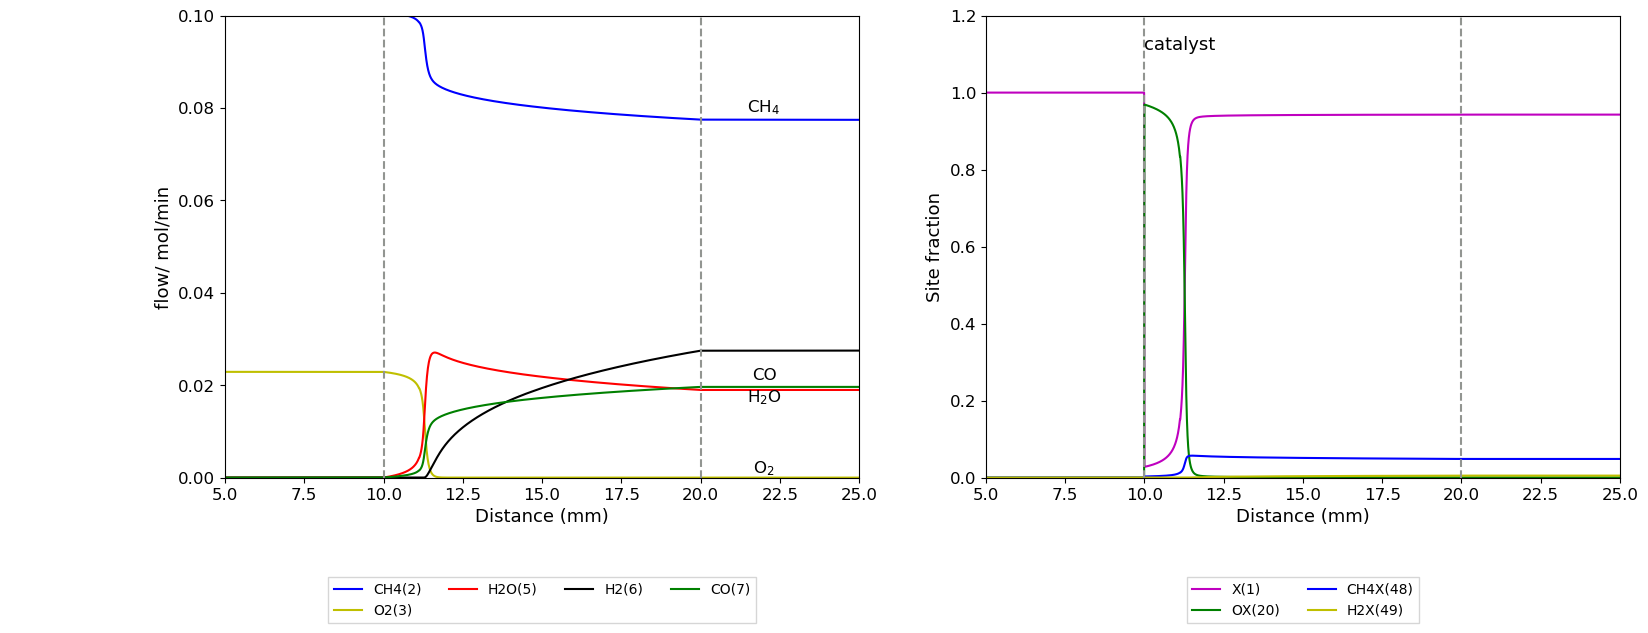 0.10
0.08
0.06
0.04
0.02
0.00
flow/ mol/min
CH₄
CO
H₂O
O₂
5.0 7.5 10.0 12.5 15.0 17.5 20.0 22.5 25.0
Distance (mm)
CH4(2) H2O(5) H2(6) CO(7)
O2(3)
1.2
1.0
0.8
0.6
0.4
0.2
0.0
Site fraction
catalyst
5.0 7.5 10.0 12.5 15.0 17.5 20.0 22.5 25.0
Distance (mm)
X(1) CH4X(48)
OX(20) H2X(49)